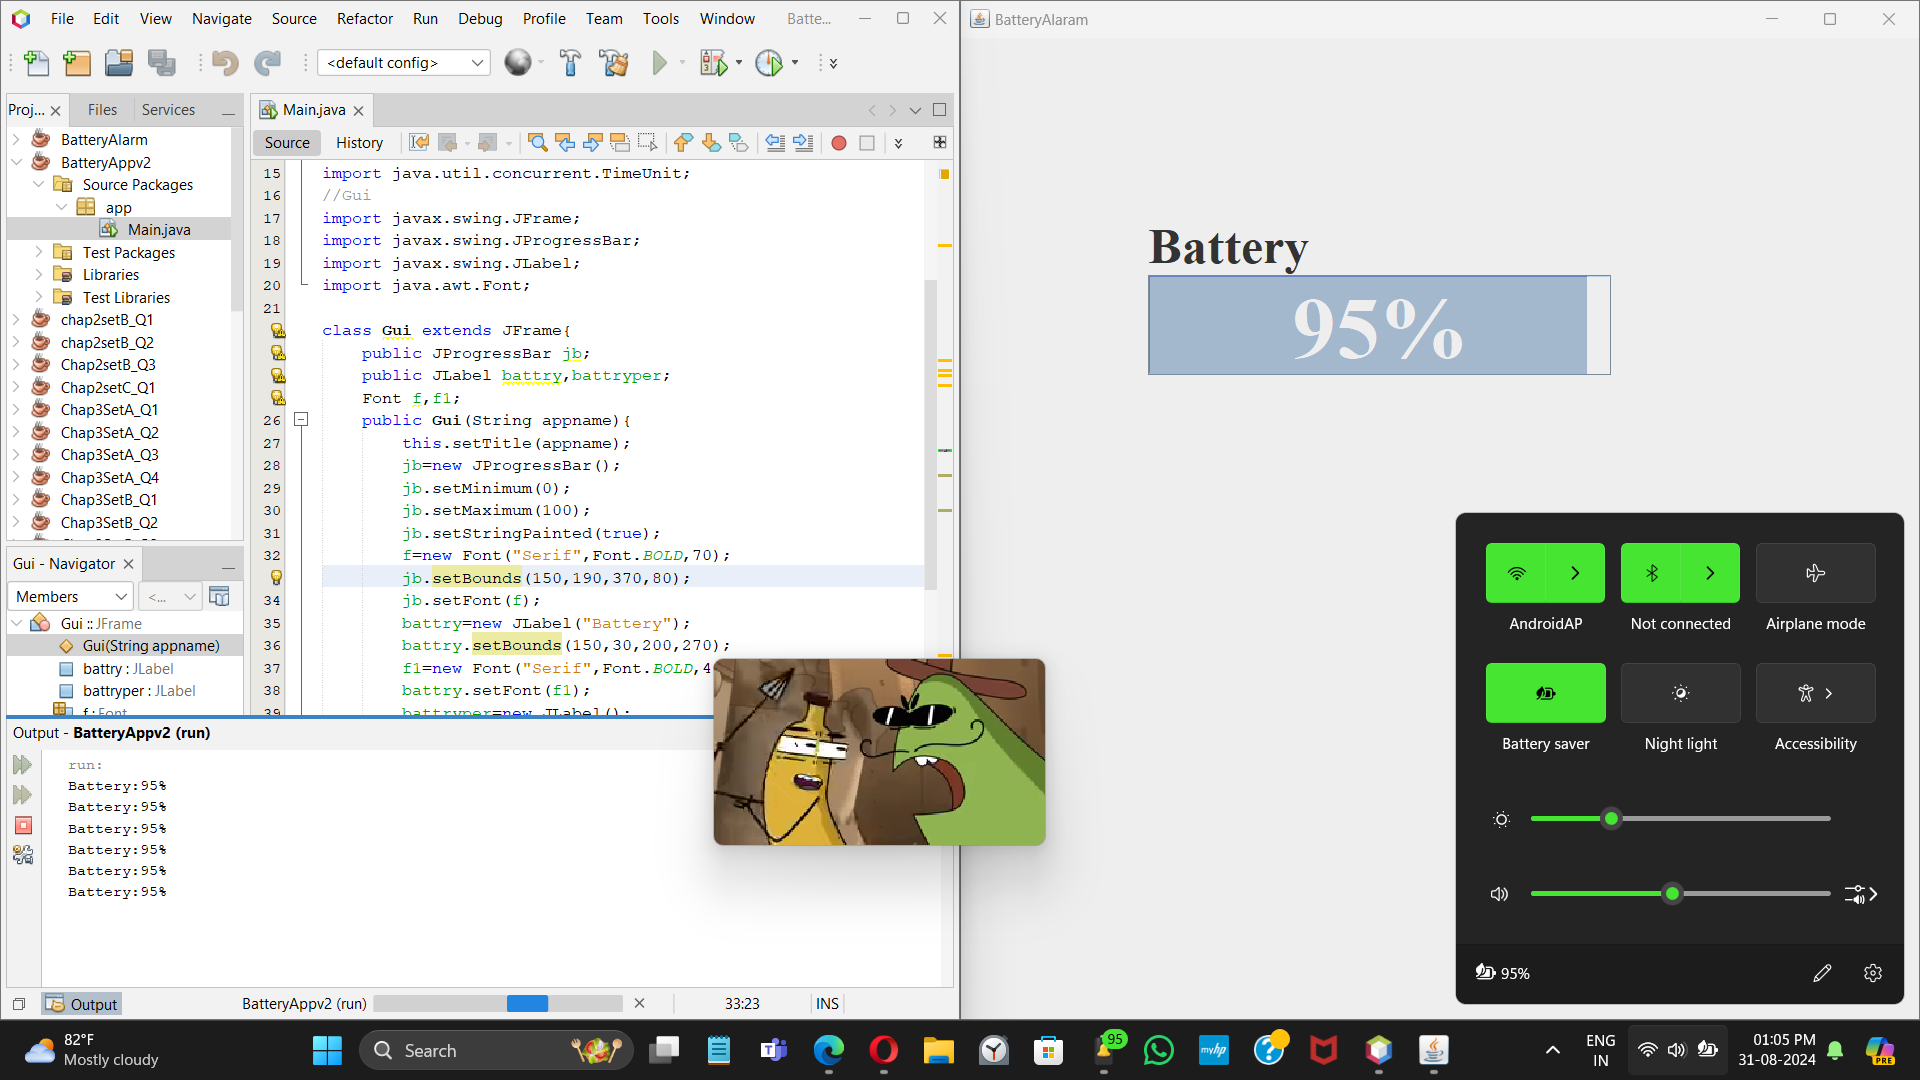 File Edit View Navigate Source Refactor Run Debug Profile Team Tools Window Batte...
<default config>
Proj... Files Services
BatteryAlarm
BatteryAppv2
Source Packages
app
Main.java
Test Packages
Libraries
Test Libraries
chap2setB_Q1
chap2setB_Q2
Chap2setB_Q3
Chap2setC_Q1
Chap3SetA_Q1
Chap3SetA_Q2
Chap3SetA_Q3
Chap3SetA_Q4
Chap3SetB_Q1
Chap3SetB_Q2
Gui - Navigator
Members <...
Gui :: JFrame
Gui(String appname)
battry : JLabel
battryper : JLabel
f : Font
Main.java
Source History
15 import java.util.concurrent.TimeUnit;
16 //Gui
17 import javax.swing.JFrame;
18 import javax.swing.JProgressBar;
19 import javax.swing.JLabel;
20 import java.awt.Font;
21
class Gui extends JFrame{
public JProgressBar jb;
public JLabel battry,battryper;
Font f,f1;
26 public Gui(String appname){
27 this.setTitle(appname);
28 jb=new JProgressBar();
29 jb.setMinimum(0);
30 jb.setMaximum(100);
31 jb.setStringPainted(true);
32 f=new Font("Serif",Font.BOLD,70);
jb.setBounds(150,190,370,80);
34 jb.setFont(f);
35 battry=new JLabel("Battery");
36 battry.setBounds(150,30,200,270);
37 f1=new Font("Serif",Font.BOLD,4
38 battry.setFont(f1);
39 battryper=new JLabel();
Output - BatteryAppv2 (run)
run:
Battery:95%
Battery:95%
Battery:95%
Battery:95%
Battery:95%
Battery:95%
Output BatteryAppv2 (run) 33:23 INS
BatteryAlaram
Battery
95%
AndroidAP Not connected Airplane mode
Battery saver Night light Accessibility
95%
82°F
Mostly cloudy
Search
95
myhp
ENG
IN
01:05 PM
31-08-2024
PRE